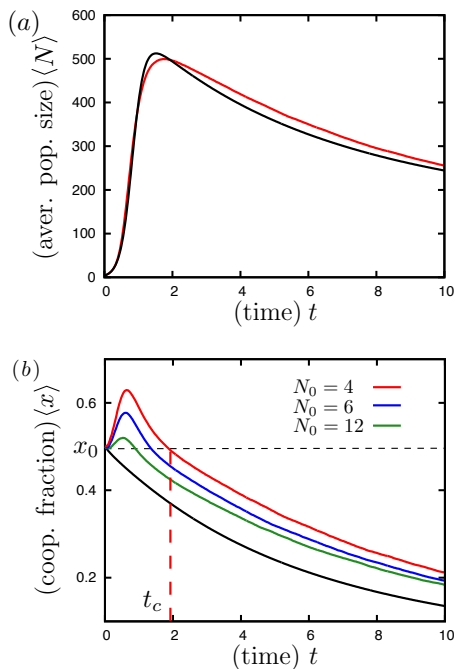 (a)
(aver. pop. size) ⟨N⟩
600
500
400
300
200
100
0
0 2 4 6 8 10
(time) t
(b)
(coop. fraction) ⟨x⟩
0.6
x₀
0.4
0.2
N₀ = 4
N₀ = 6
N₀ = 12
t_c
0 2 4 6 8 10
(time) t